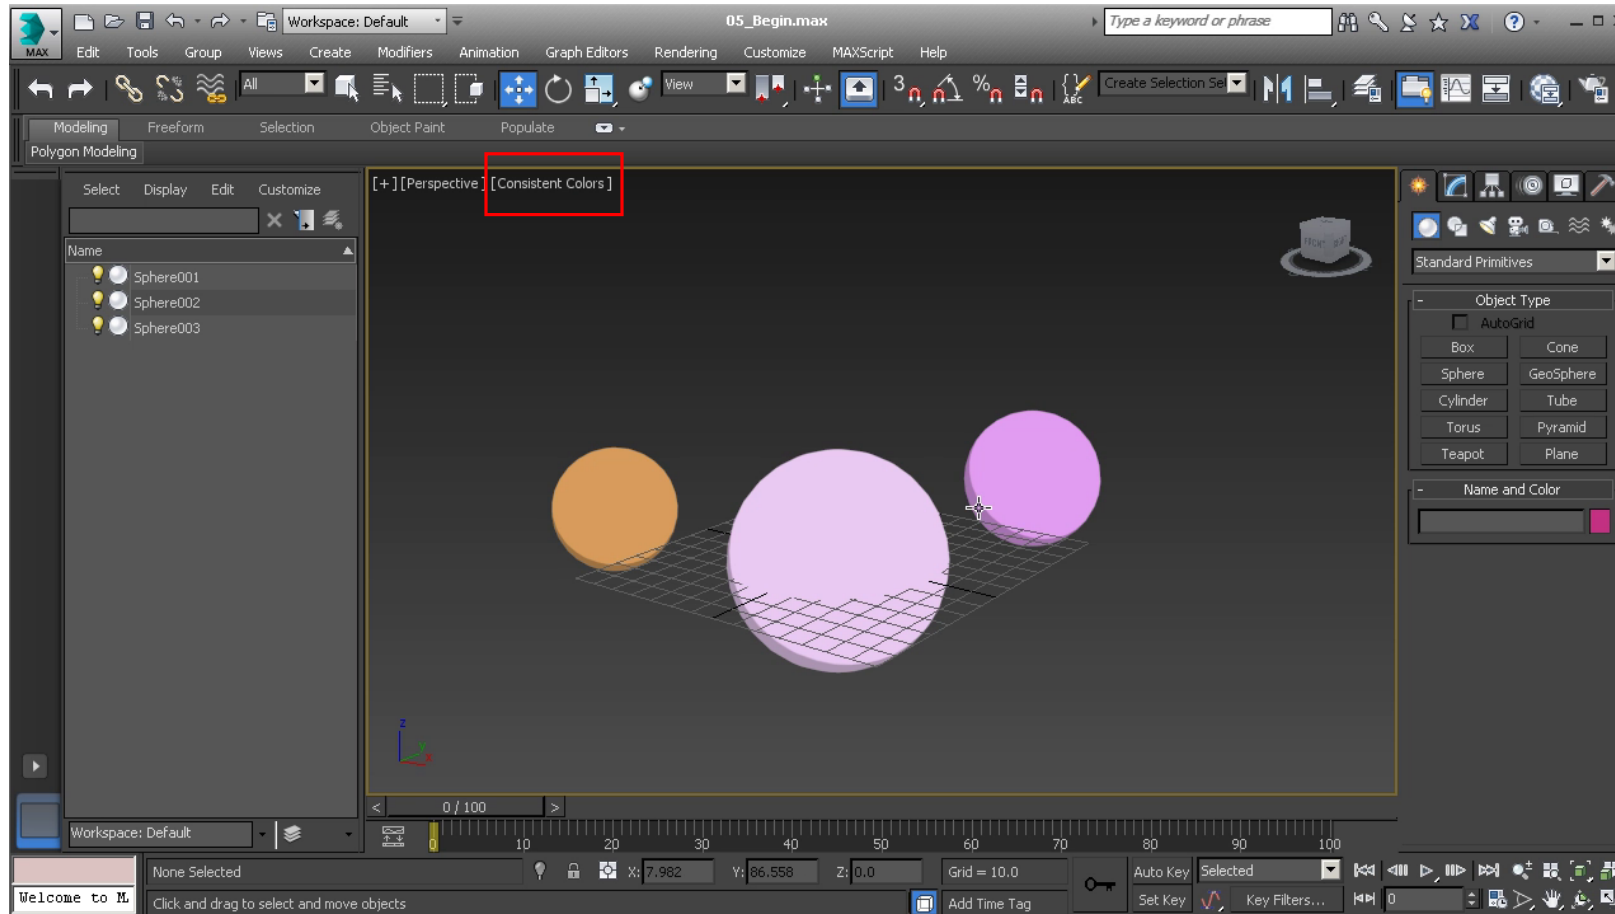 Workspace: Default
05_Begin.max
Type a keyword or phrase
MAX
Edit Tools Group Views Create Modifiers Animation Graph Editors Rendering Customize MAXScript Help
All
View
3
%
ABC
Create Selection Sel
Modeling Freeform Selection Object Paint Populate
Polygon Modeling
Select Display Edit Customize
[+] [Perspective] [Consistent Colors]
Name
Sphere001
Sphere002
Sphere003
FRONT
Standard Primitives
- Object Type
AutoGrid
Box Cone
Sphere GeoSphere
Cylinder Tube
Torus Pyramid
Teapot Plane
- Name and Color
z
y
x
< 0 / 100 >
Workspace: Default
0 10 20 30 40 50 60 70 80 90 100
None Selected
X: 7.982 Y: 86.558 Z: 0.0
Grid = 10.0
Auto Key Selected
Welcome to M
Click and drag to select and move objects
Add Time Tag
Set Key Key Filters...
0